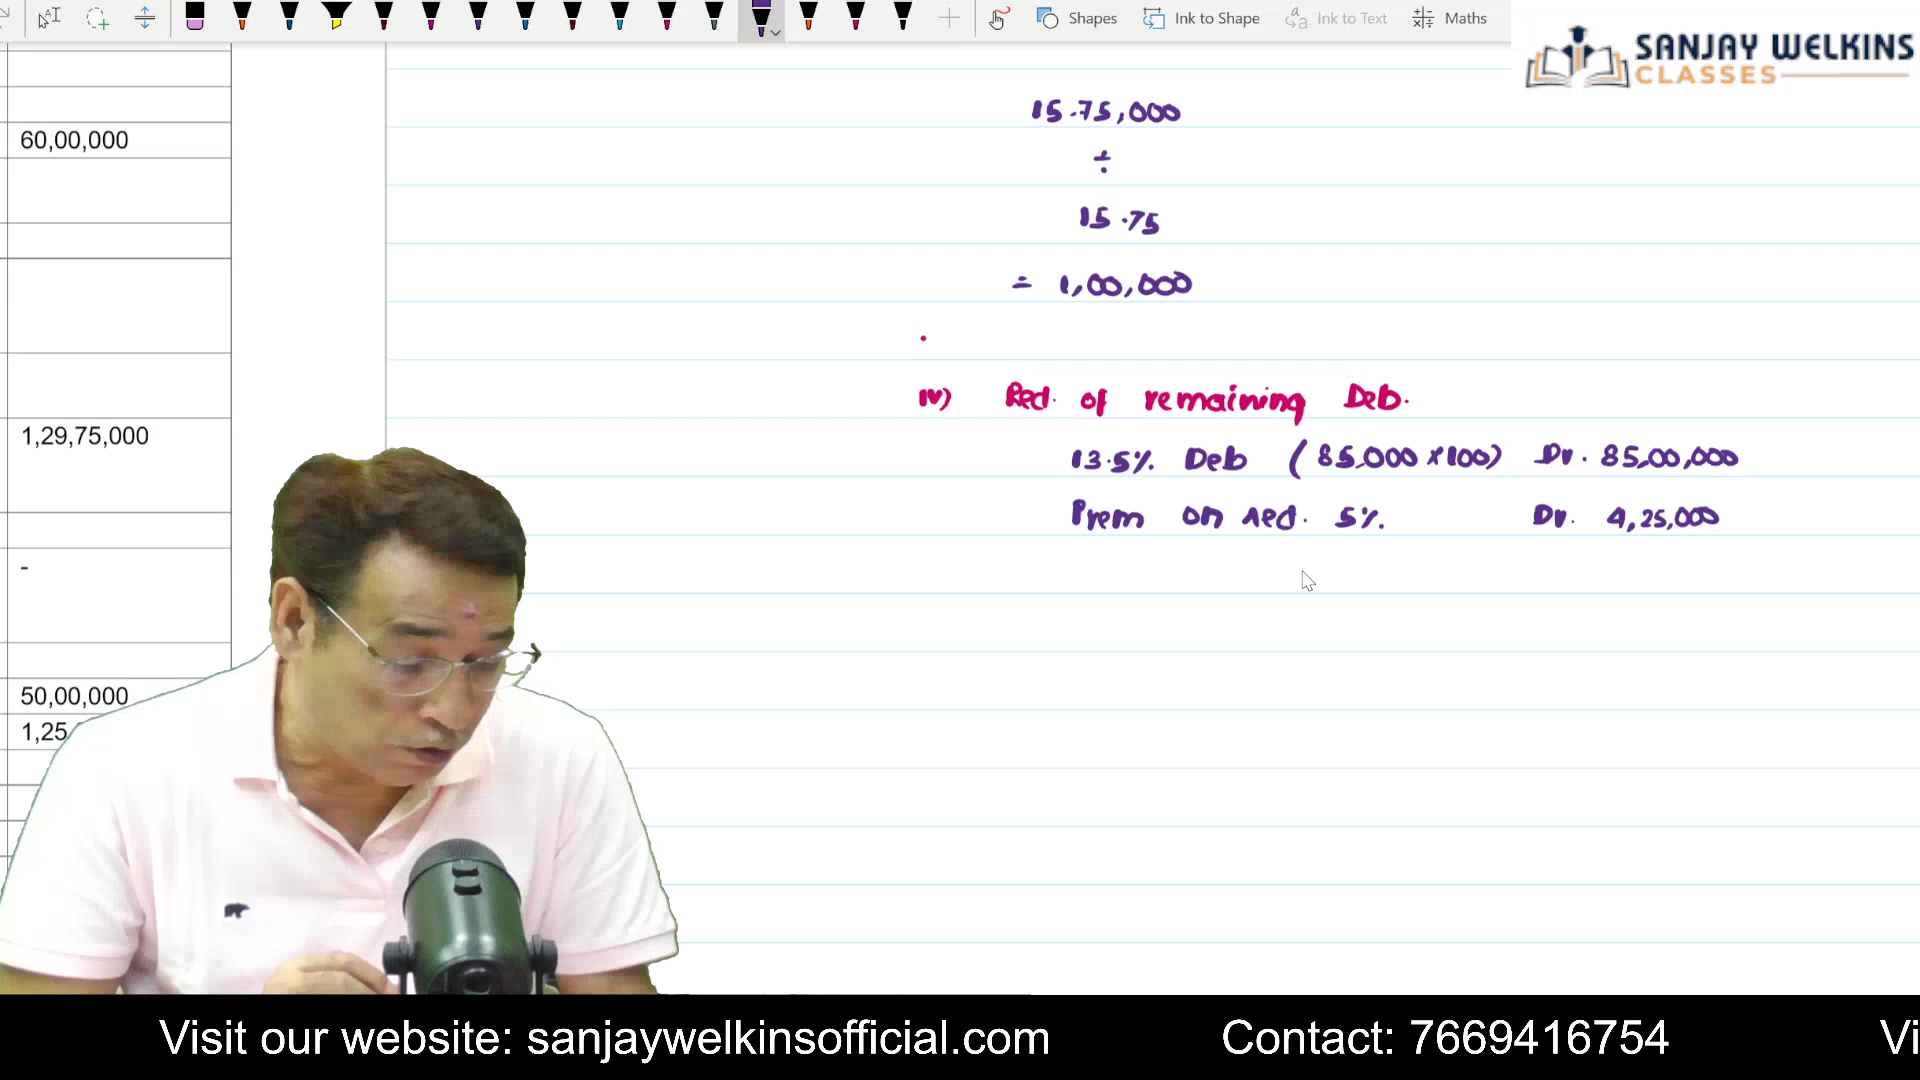 Shapes
Ink to Shape
Ink to Text
Maths
SANJAY WELKINS
CLASSES
60,00,000
1,29,75,000
-
50,00,000
1,25
15.75,000
÷
15.75
= 1,00,000
IV) Red. of remaining Deb.
13.5% Deb (85,000 x 100) Dr. 85,00,000
Prem on red. 5% Dr. 4,25,000
Visit our website: sanjaywelkinsofficial.com
Contact: 7669416754
Vi